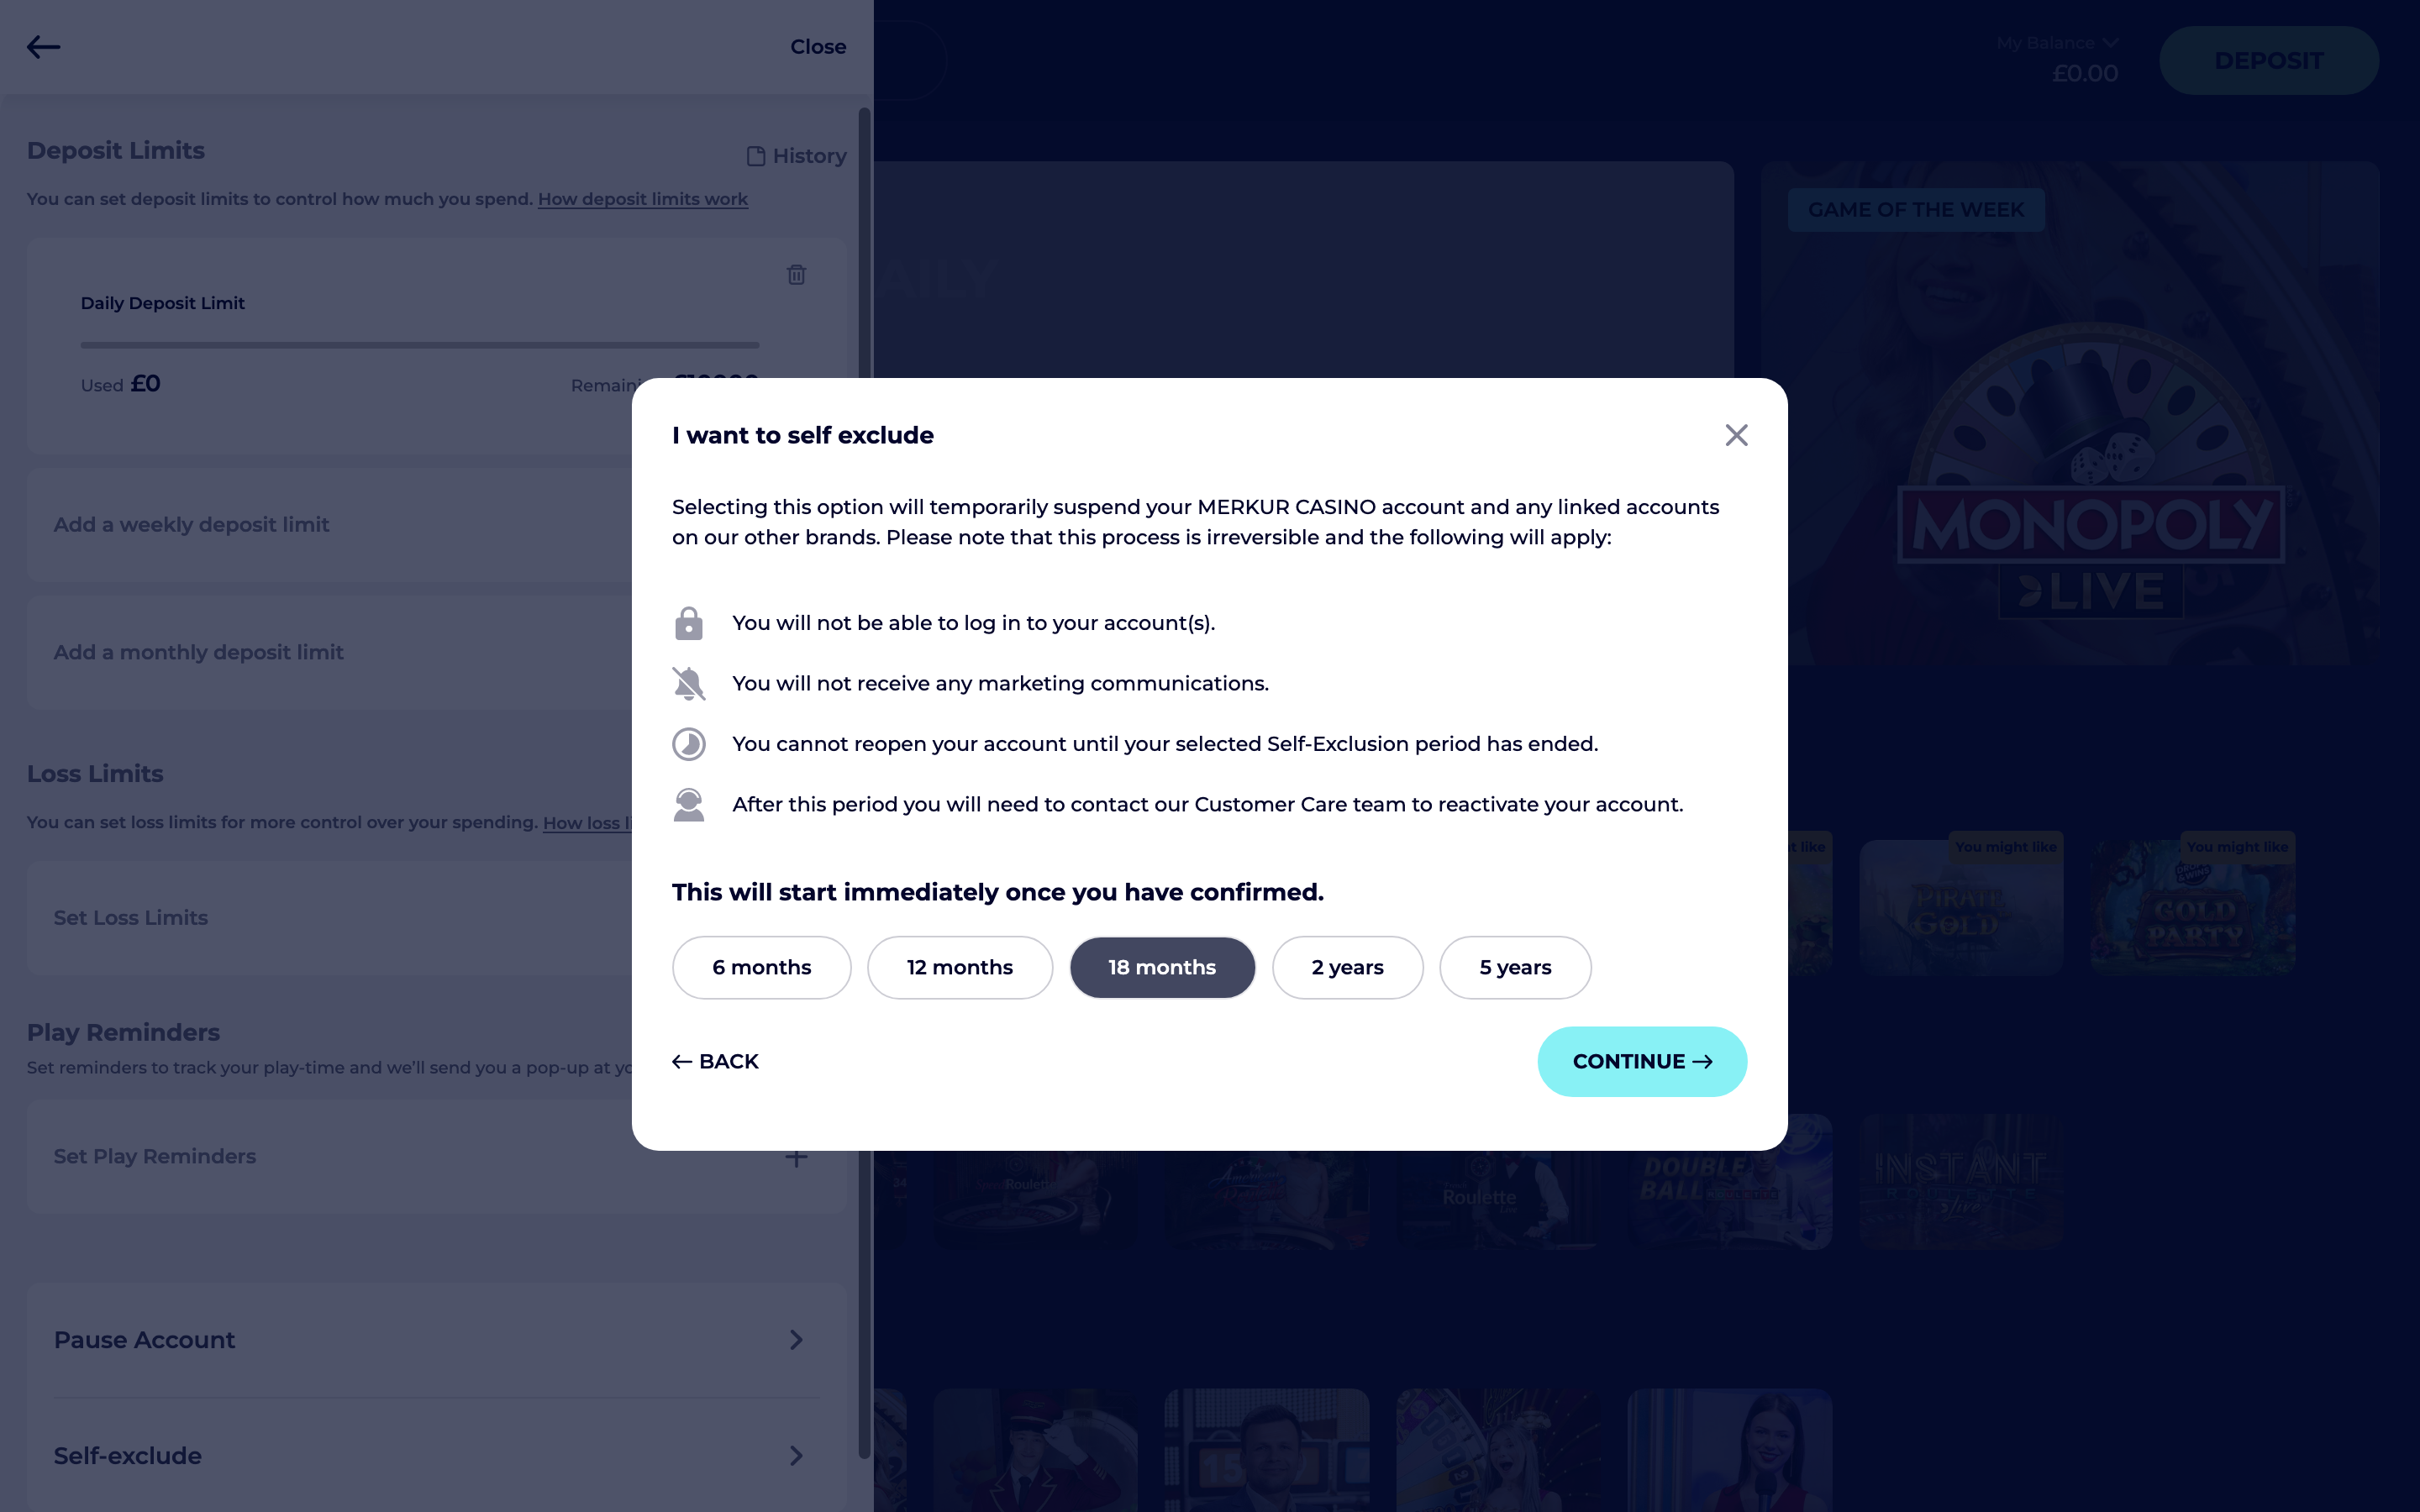 Close
My Balance
£0.00
DEPOSIT
Deposit Limits
History
You can set deposit limits to control how much you spend. How deposit limits work
Daily Deposit Limit
Used £0
Add a weekly deposit limit
Add a monthly deposit limit
Loss Limits
You can set loss limits for more control over your spending. How loss
Set Loss Limits
Play Reminders
Set reminders to track your play-time and we'll send you a pop-up at
Set Play Reminders
Pause Account
Self-exclude
I want to self exclude
Selecting this option will temporarily suspend your MERKUR CASINO account and any linked accounts
on our other brands. Please note that this process is irreversible and the following will apply:
You will not be able to log in to your account(s).
You will not receive any marketing communications.
You cannot reopen your account until your selected Self-Exclusion period has ended.
After this period you will need to contact our Customer Care team to reactivate your account.
This will start immediately once you have confirmed.
6 months
12 months
18 months
2 years
5 years
BACK
CONTINUE
GAME OF THE WEEK
MONOPOLY
LIVE
like
You might like
You might like
PIRATE
GOLD
GOLD
PARTY
Roulette
Roulette
Live
DOUBLE
BALL
INSTANT